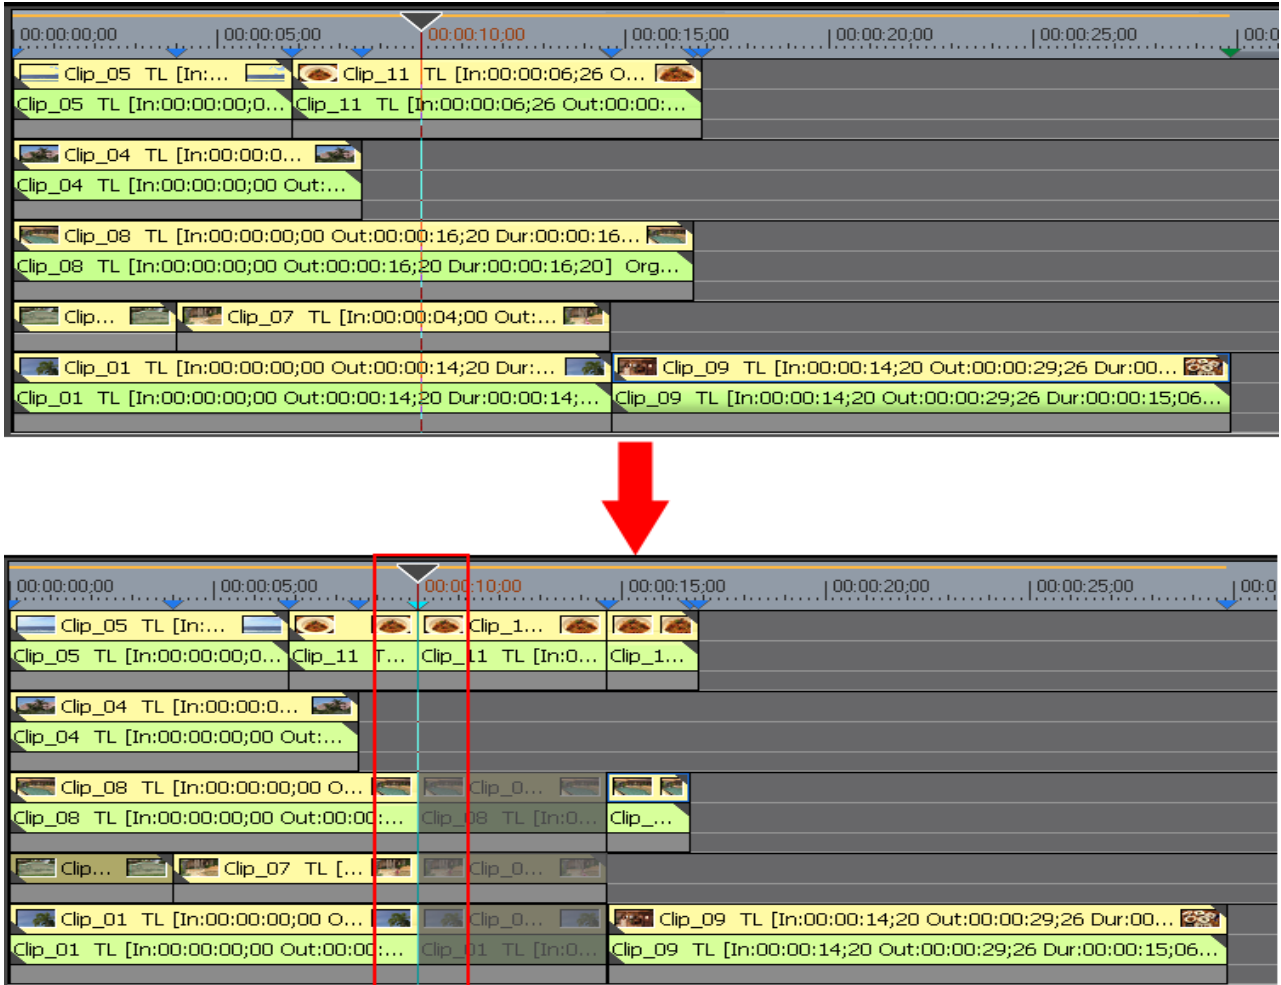 00:00:00;00 00:00:05;00 00:00:10;00 00:00:15;00 00:00:20;00 00:00:25;00 00:0
Clip_05 TL [In:... Clip_11 TL [In:00:00:06;26 O...
Clip_05 TL [In:00:00:00;0... Clip_11 TL [In:00:00:06;26 Out:00:00:...
Clip_04 TL [In:00:00:0...
Clip_04 TL [In:00:00:00;00 Out:...
Clip_08 TL [In:00:00:00;00 Out:00:00:16;20 Dur:00:00:16...
Clip_08 TL [In:00:00:00;00 Out:00:00:16;20 Dur:00:00:16;20] Org...
Clip... Clip_07 TL [In:00:00:04;00 Out:...
Clip_01 TL [In:00:00:00;00 Out:00:00:14;20 Dur:... Clip_09 TL [In:00:00:14;20 Out:00:00:29;26 Dur:00...
Clip_01 TL [In:00:00:00;00 Out:00:00:14;20 Dur:00:00:14;... Clip_09 TL [In:00:00:14;20 Out:00:00:29;26 Dur:00:00:15;06...
00:00:00;00 00:00:05;00 00:00:10;00 00:00:15;00 00:00:20;00 00:00:25;00 00:0
Clip_05 TL [In:... Clip_1...
Clip_05 TL [In:00:00:00;0... Clip_11 T... Clip_11 TL [In:0... Clip_1...
Clip_04 TL [In:00:00:0...
Clip_04 TL [In:00:00:00;00 Out:...
Clip_08 TL [In:00:00:00;00 O... Clip_0...
Clip_08 TL [In:00:00:00;00 Out:00:00:... Clip_08 TL [In:0... Clip_...
Clip... Clip_07 TL [... Clip_0...
Clip_01 TL [In:00:00:00;00 O... Clip_0... Clip_09 TL [In:00:00:14;20 Out:00:00:29;26 Dur:00...
Clip_01 TL [In:00:00:00;00 Out:00:00:... Clip_01 TL [In:0... Clip_09 TL [In:00:00:14;20 Out:00:00:29;26 Dur:00:00:15;06...